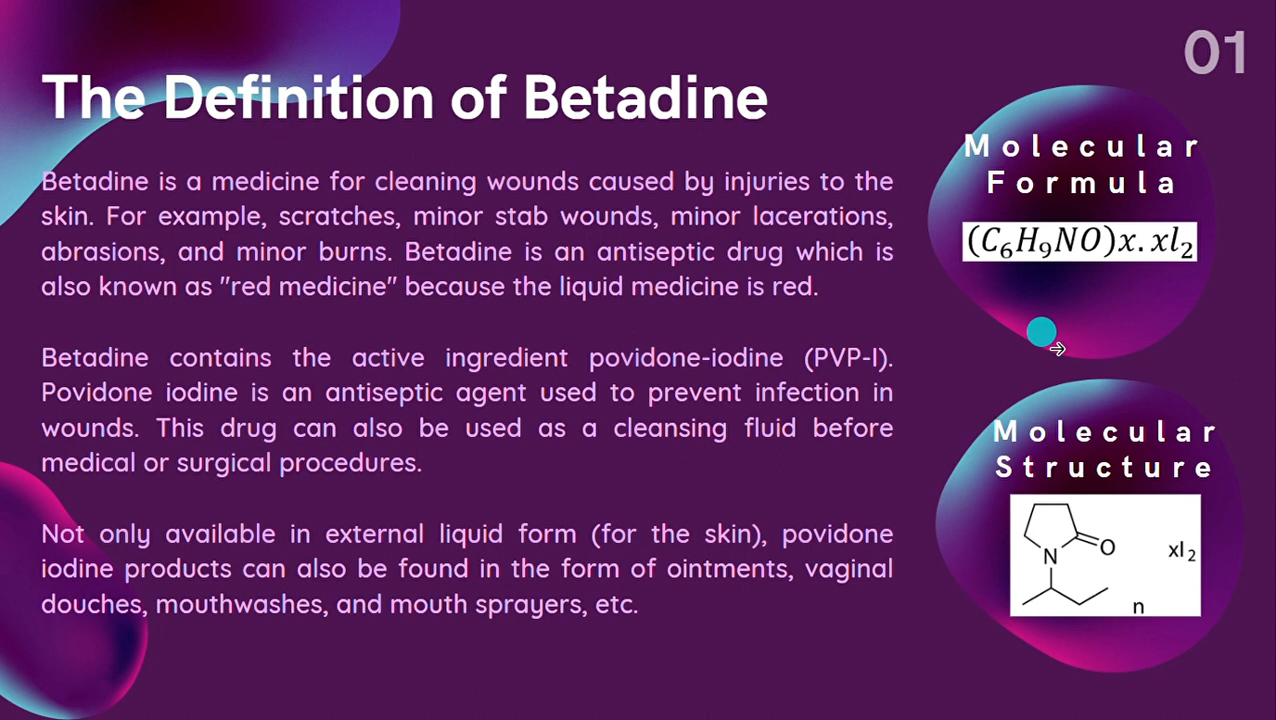 01
The Definition of Betadine
Betadine is a medicine for cleaning wounds caused by injuries to the
skin. For example, scratches, minor stab wounds, minor lacerations,
abrasions, and minor burns. Betadine is an antiseptic drug which is
also known as "red medicine" because the liquid medicine is red.
Betadine contains the active ingredient povidone-iodine (PVP-I).
Povidone iodine is an antiseptic agent used to prevent infection in
wounds. This drug can also be used as a cleansing fluid before
medical or surgical procedures.
Not only available in external liquid form (for the skin), povidone
iodine products can also be found in the form of ointments, vaginal
douches, mouthwashes, and mouth sprayers, etc.
Molecular
Formula
(C₆H₉NO)x.xl₂
Molecular
Structure
O
N
xI₂
n